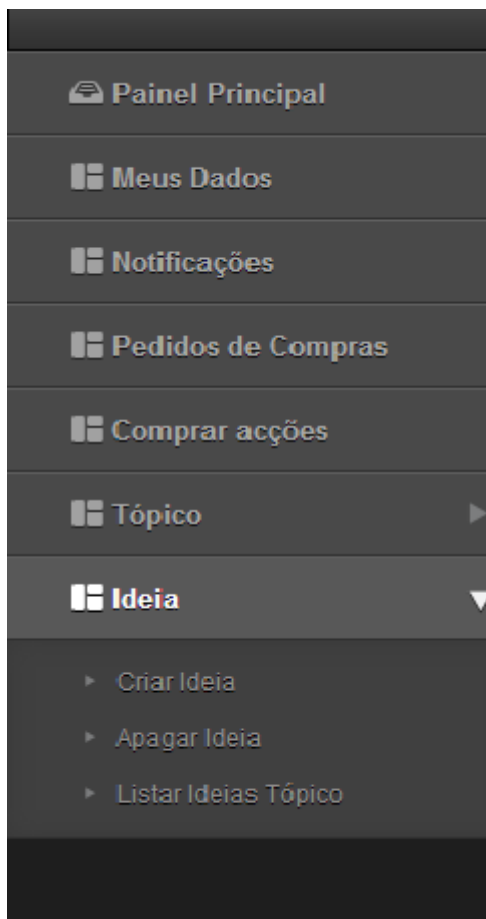 Painel Principal
Meus Dados
Notificações
Pedidos de Compras
Comprar acções
Tópico
Ideia
Criar Ideia
Apagar Ideia
Listar Ideias Tópico